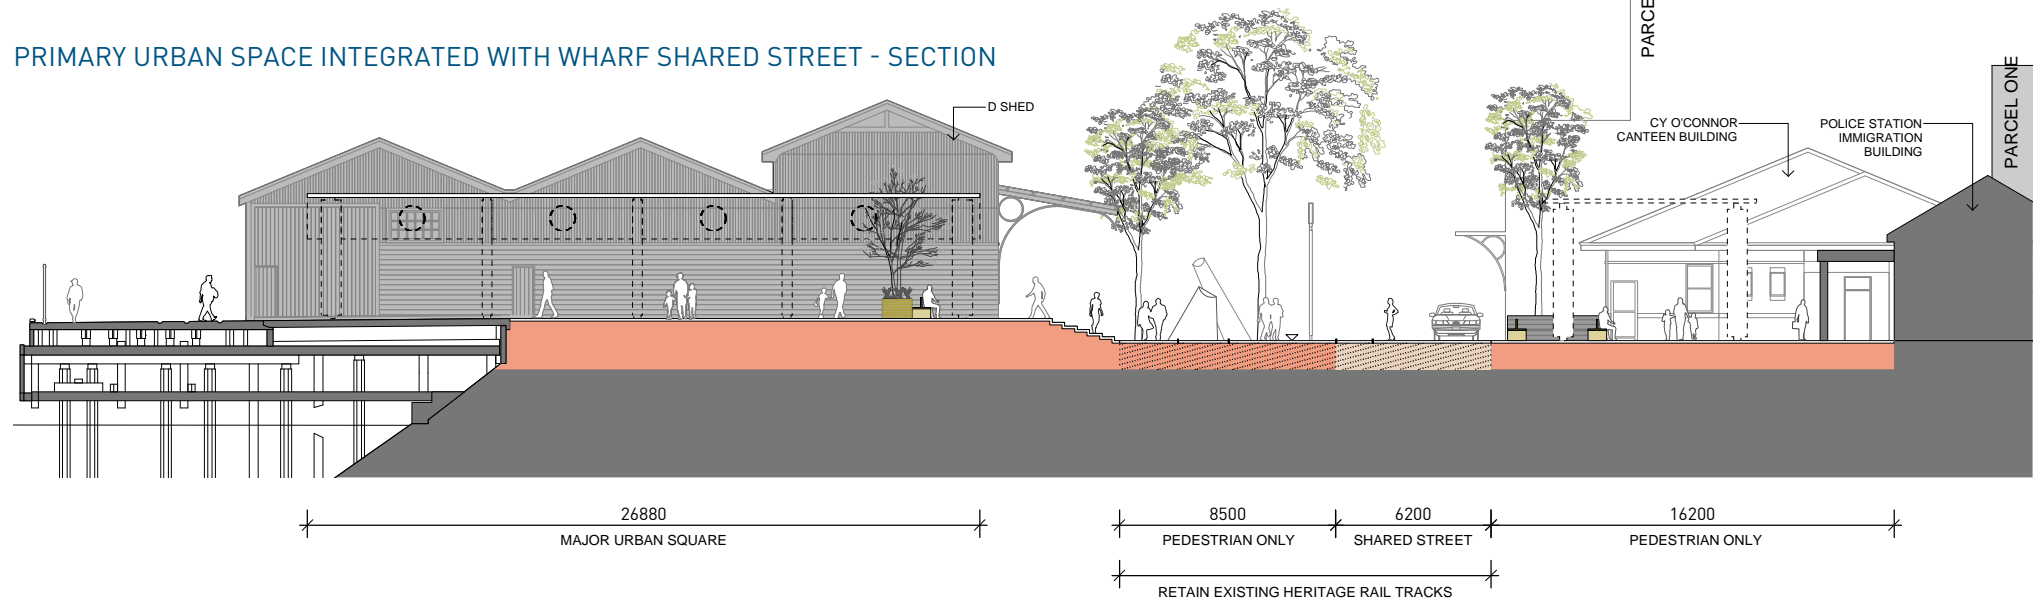 PARCE
PRIMARY URBAN SPACE INTEGRATED WITH WHARF SHARED STREET - SECTION
D SHED
CY O'CONNOR
CANTEEN BUILDING
POLICE STATION
IMMIGRATION
BUILDING
PARCEL ONE
26880
MAJOR URBAN SQUARE
8500
PEDESTRIAN ONLY
6200
SHARED STREET
16200
PEDESTRIAN ONLY
RETAIN EXISTING HERITAGE RAIL TRACKS